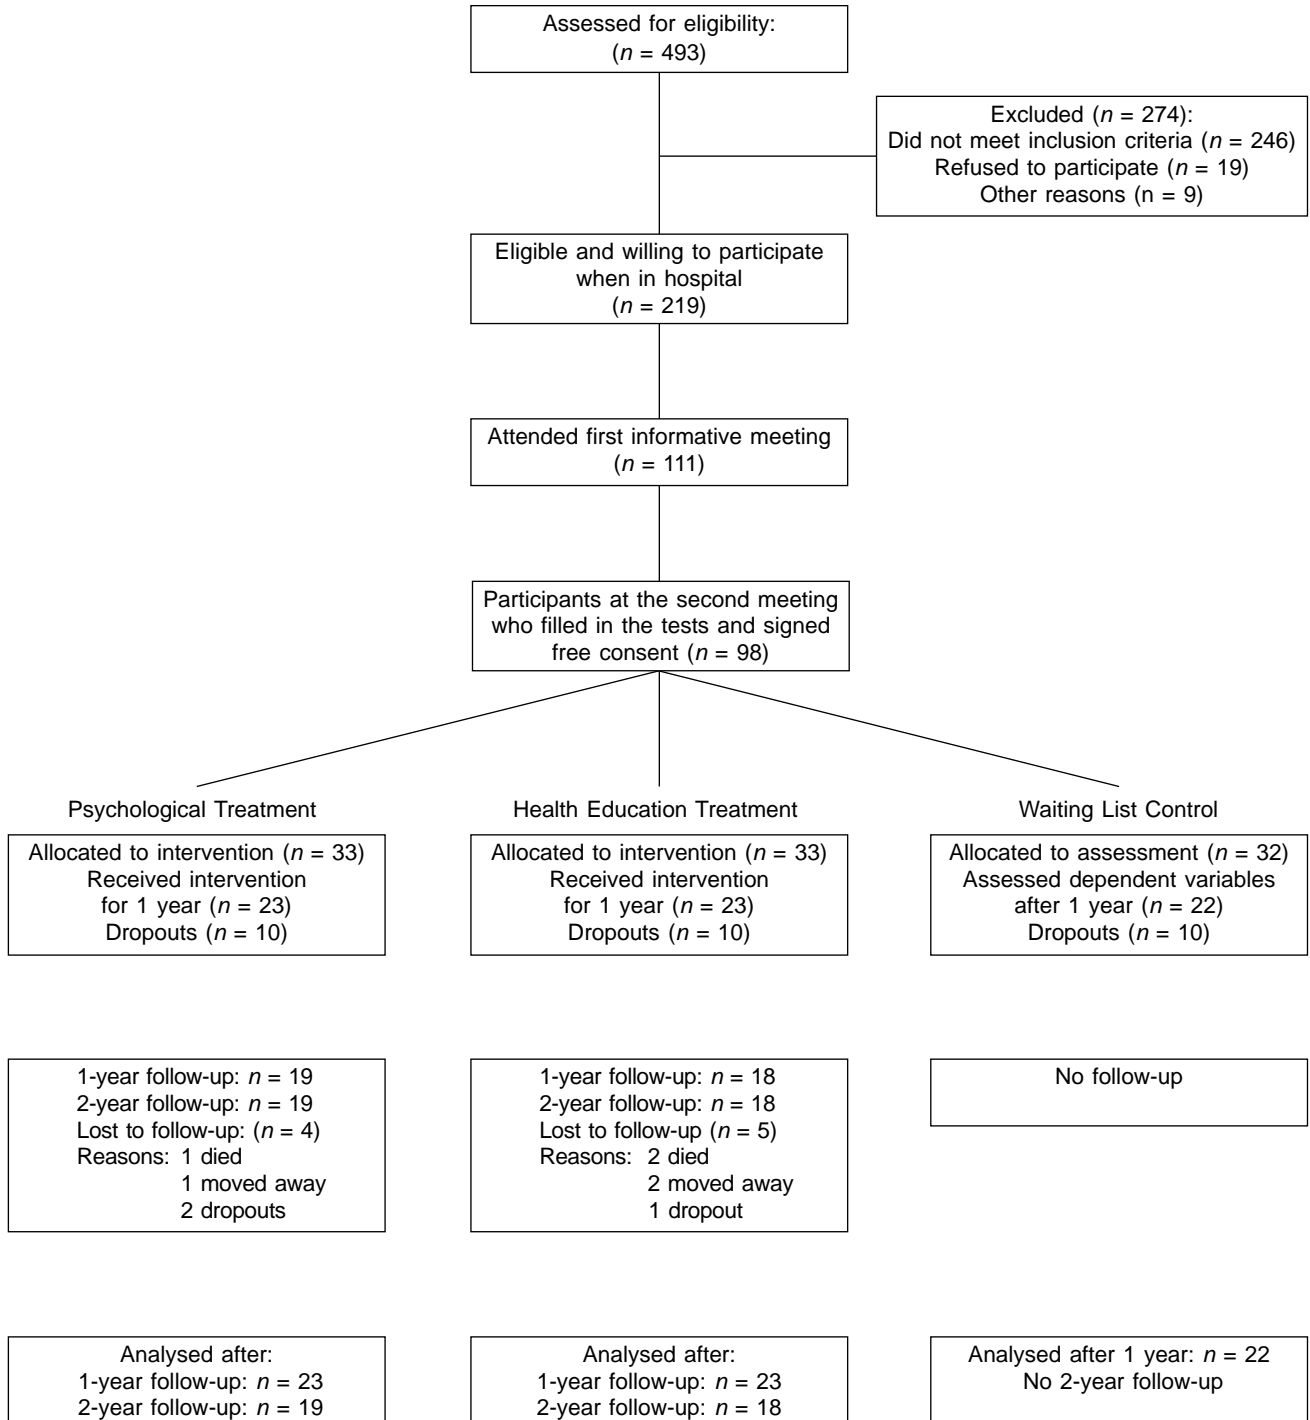 Assessed for eligibility:
(n = 493)
Excluded (n = 274):
Did not meet inclusion criteria (n = 246)
Refused to participate (n = 19)
Other reasons (n = 9)
Eligible and willing to participate
when in hospital
(n = 219)
Attended first informative meeting
(n = 111)
Participants at the second meeting
who filled in the tests and signed
free consent (n = 98)
Psychological Treatment
Allocated to intervention (n = 33)
Received intervention
for 1 year (n = 23)
Dropouts (n = 10)
Health Education Treatment
Allocated to intervention (n = 33)
Received intervention
for 1 year (n = 23)
Dropouts (n = 10)
Waiting List Control
Allocated to assessment (n = 32)
Assessed dependent variables
after 1 year (n = 22)
Dropouts (n = 10)
1-year follow-up: n = 19
2-year follow-up: n = 19
Lost to follow-up: (n = 4)
Reasons: 1 died
1 moved away
2 dropouts
1-year follow-up: n = 18
2-year follow-up: n = 18
Lost to follow-up (n = 5)
Reasons: 2 died
2 moved away
1 dropout
No follow-up
Analysed after:
1-year follow-up: n = 23
2-year follow-up: n = 19
Analysed after:
1-year follow-up: n = 23
2-year follow-up: n = 18
Analysed after 1 year: n = 22
No 2-year follow-up